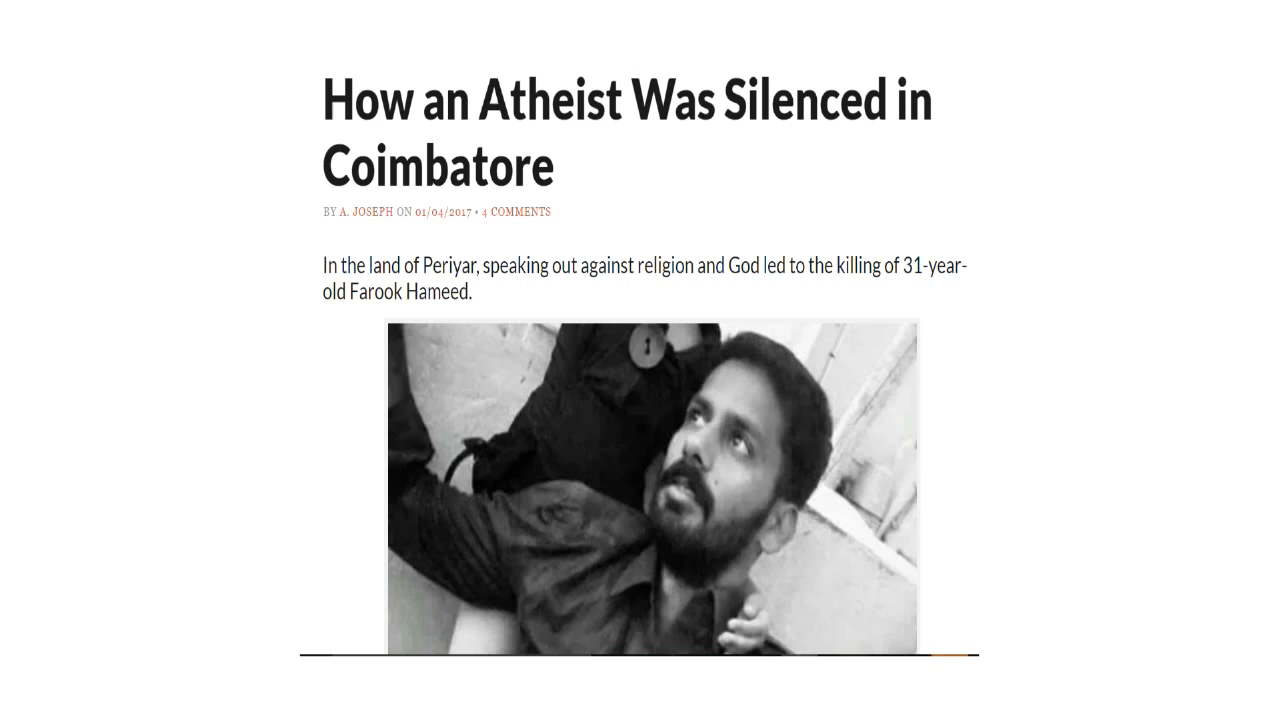 How an Atheist Was Silenced in
Coimbatore
BY A. JOSEPH ON 01/04/2017 • 4 COMMENTS
In the land of Periyar, speaking out against religion and God led to the killing of 31-year-
old Farook Hameed.